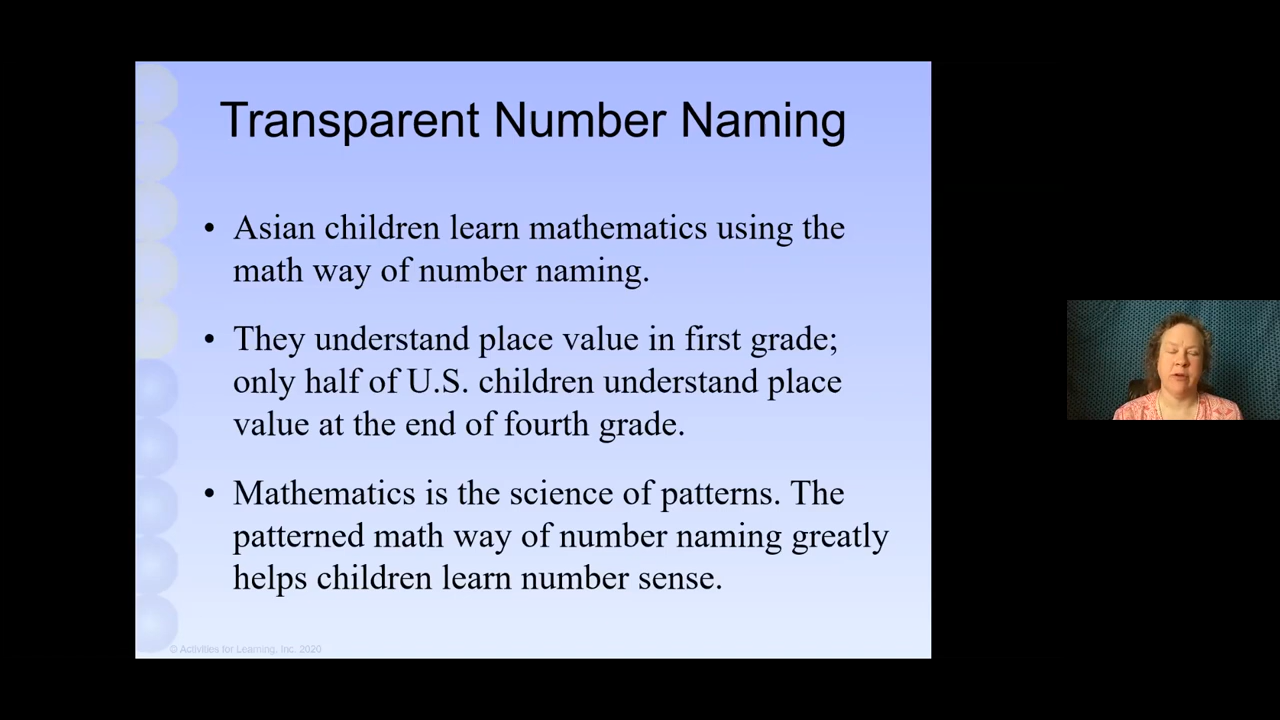 Transparent Number Naming
• Asian children learn mathematics using the
math way of number naming.
• They understand place value in first grade;
only half of U.S. children understand place
value at the end of fourth grade.
• Mathematics is the science of patterns. The
patterned math way of number naming greatly
helps children learn number sense.
© Activities for Learning, Inc. 2020